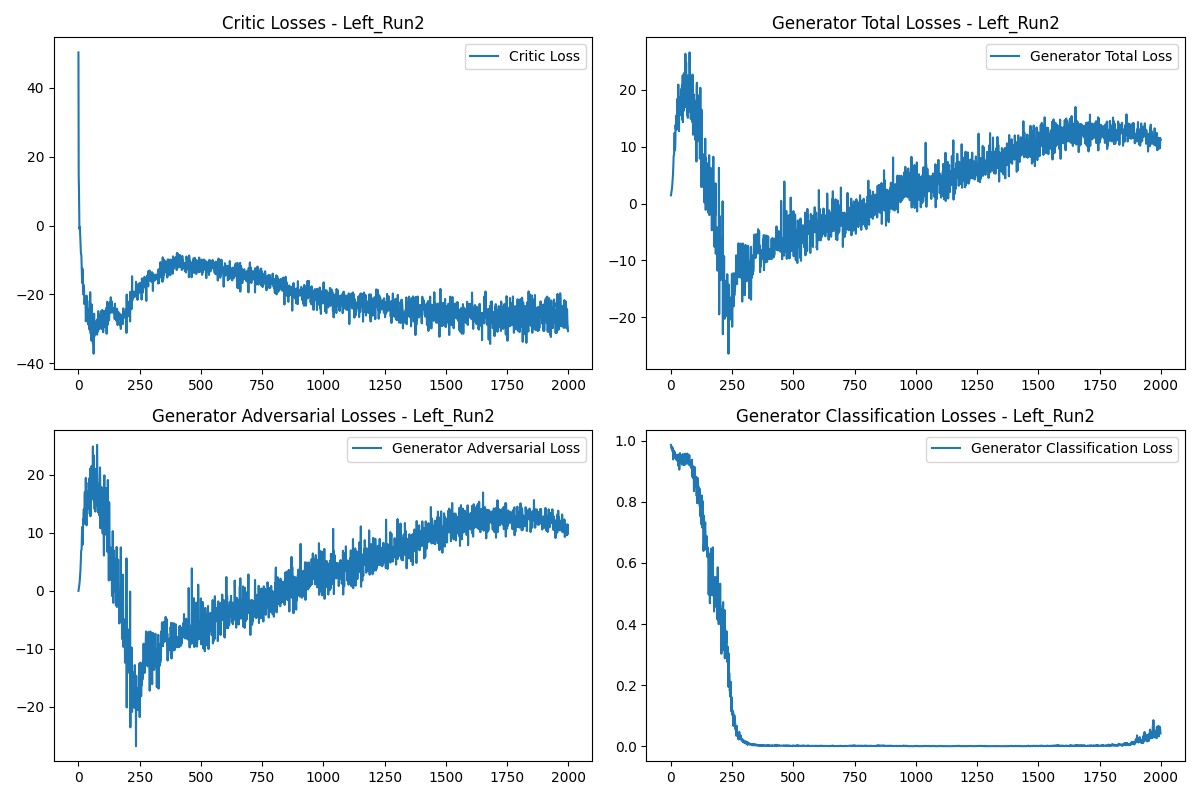 Critic Losses - Left_Run2
Critic Loss
40
20
0
−20
−40
0 250 500 750 1000 1250 1500 1750 2000
Generator Total Losses - Left_Run2
Generator Total Loss
20
10
0
−10
−20
0 250 500 750 1000 1250 1500 1750 2000
Generator Adversarial Losses - Left_Run2
Generator Adversarial Loss
20
10
0
−10
−20
0 250 500 750 1000 1250 1500 1750 2000
Generator Classification Losses - Left_Run2
Generator Classification Loss
1.0
0.8
0.6
0.4
0.2
0.0
0 250 500 750 1000 1250 1500 1750 2000